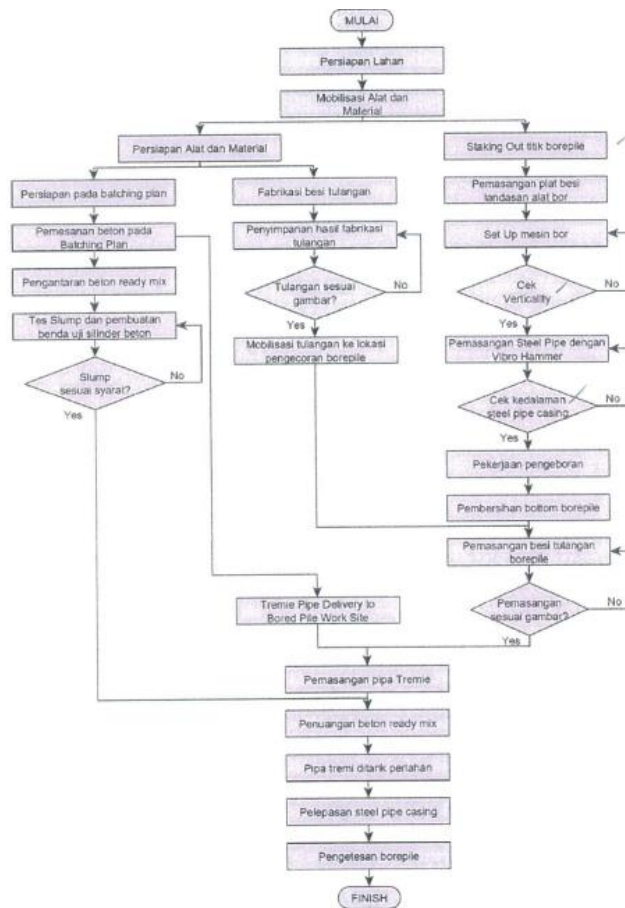 MULAI
Persiapan Lahan
Mobilisasi Alat dan
Material
Persiapan Alat dan Material
Staking Out titik borepile
Persiapan pada batching plan
Fabrikasi besi tulangan
Pemasangan plat besi
landasan alat bor
Pemesanan beton pada
Batching Plan
Penyimpanan hasil fabrikasi
tulangan
Set Up mesin bor
Pengantaran beton ready mix
Tulangan sesuai
gambar?
No
Cek
Verticality
No
Yes
Yes
Tes Slump dan pembuatan
benda uji silinder beton
Mobilisasi tulangan ke lokasi
pengecoran borepile
Pemasangan Steel Pipe dengan
Vibro Hammer
Slump
sesuai syarat?
No
Yes
Cek kedalaman
steel pipe casing
No
Yes
Pekerjaan pengeboran
Pembersihan bottom borepile
Pemasangan besi tulangan
borepile
Tremie Pipe Delivery to
Bored Pile Work Site
Pemasangan
sesuai gambar?
No
Yes
Pemasangan pipa Tremie
Penuangan beton ready mix
Pipa tremi ditarik perlahan
Pelepasan steel pipe casing
Pengetesan borepile
FINISH